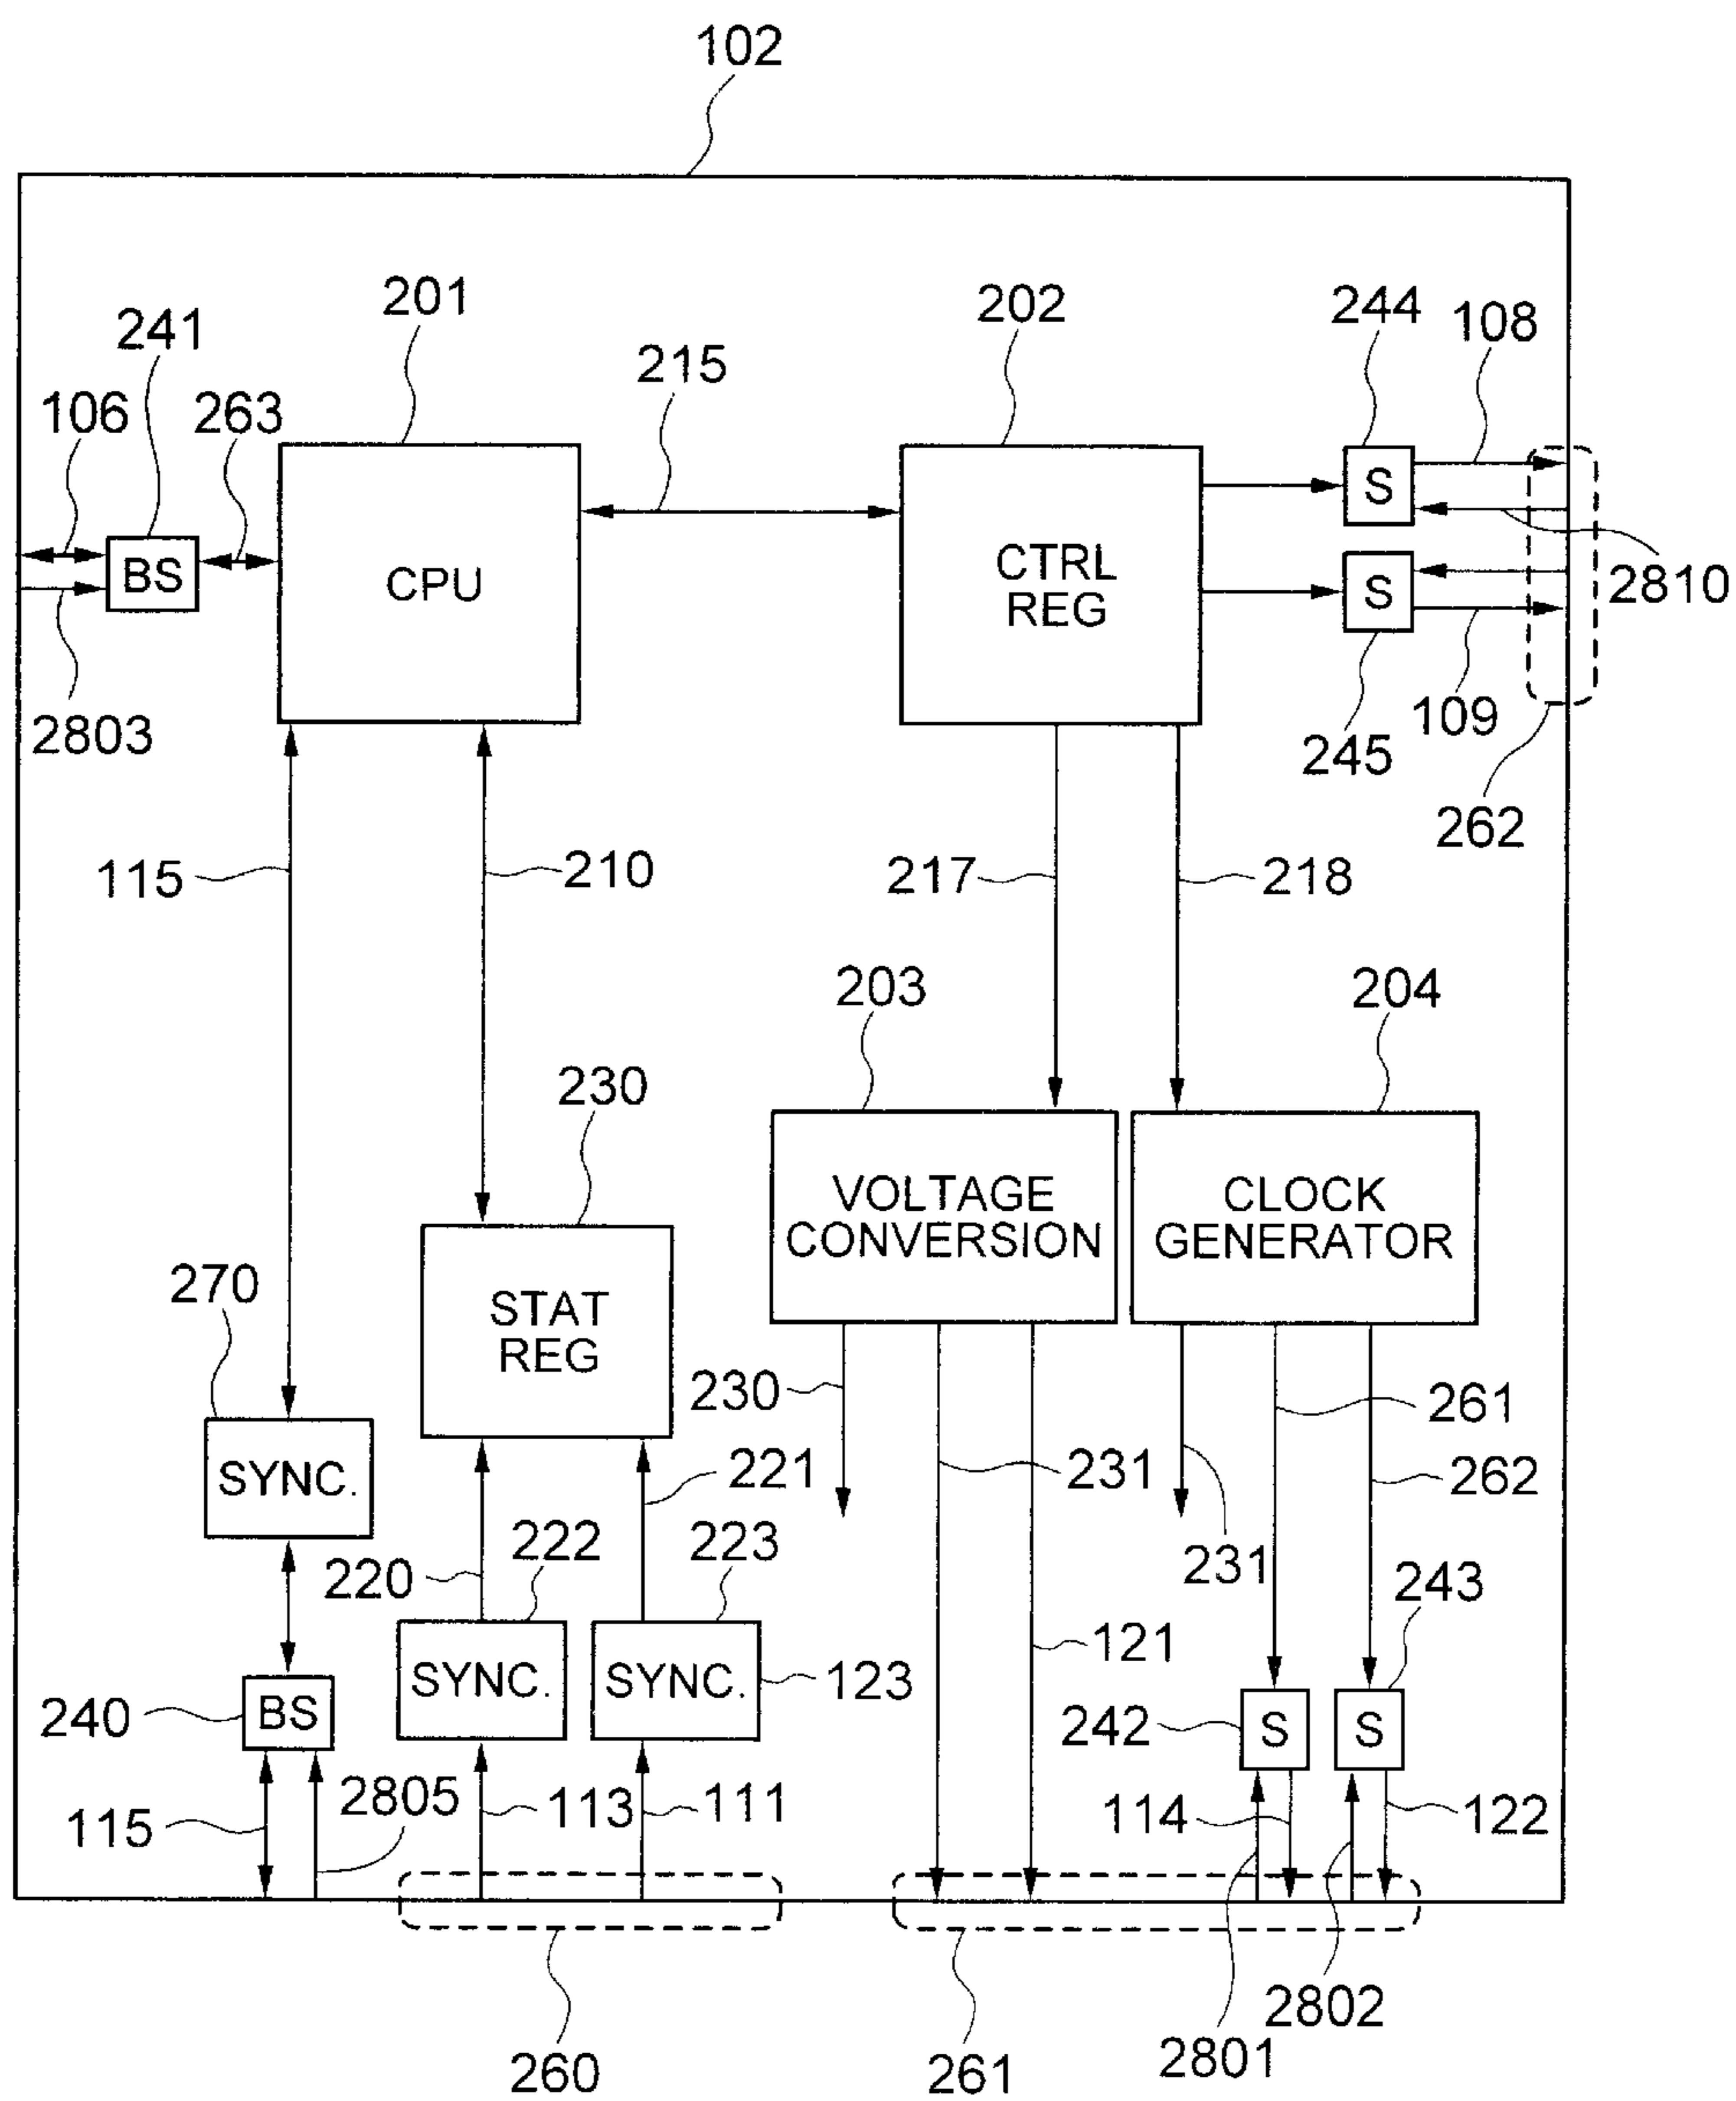 102
201
202
244
108
241
215
106
263
CPU
CTRL
REG
S
BS
S
2810
2803
109
245
262
115
210
217
218
203
204
230
VOLTAGE
CONVERSION
CLOCK
GENERATOR
270
STAT
REG
230
261
SYNC.
221
231
262
222
223
220
231
243
121
SYNC.
SYNC.
123
240
BS
242
S
S
2805
115
113
111
114
122
260
261
2801
2802